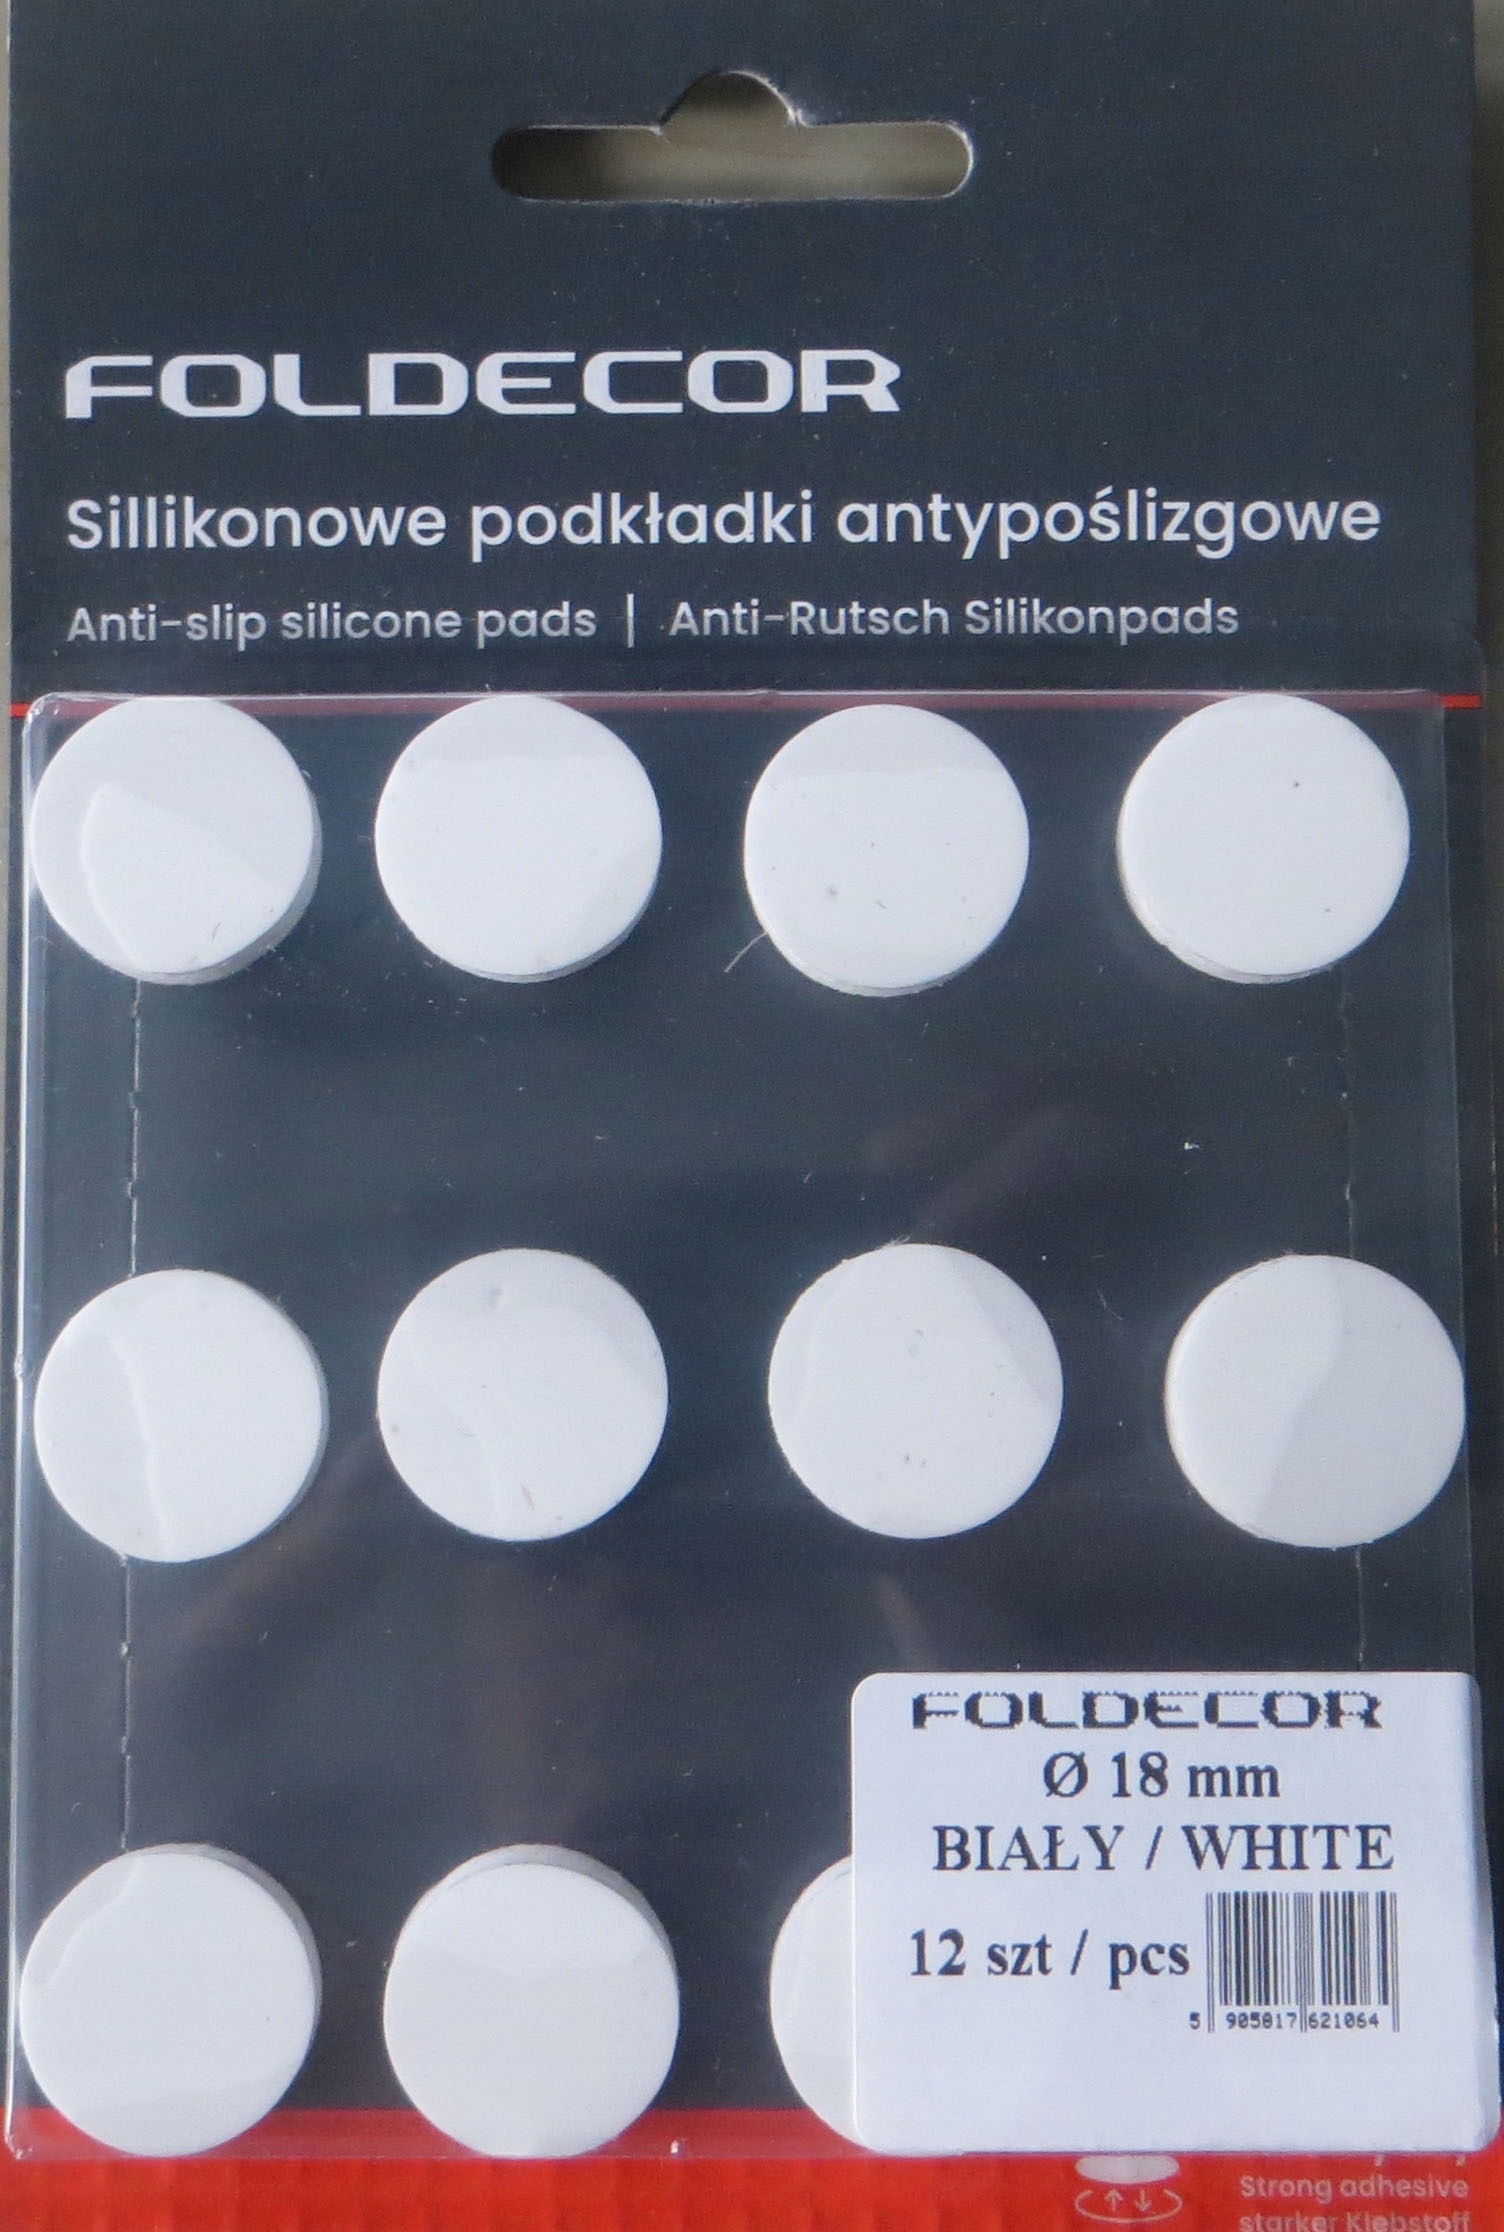 FOLDECOR
Sillikonowe podkładki antypoślizgowe
Anti-slip silicone pads | Anti-Rutsch Silikonpads
FOLDECOR
Ø 18 mm
BIAŁY / WHITE
12 szt / pcs
5 905817 621064
Strong adhesive
starker Klebstoff